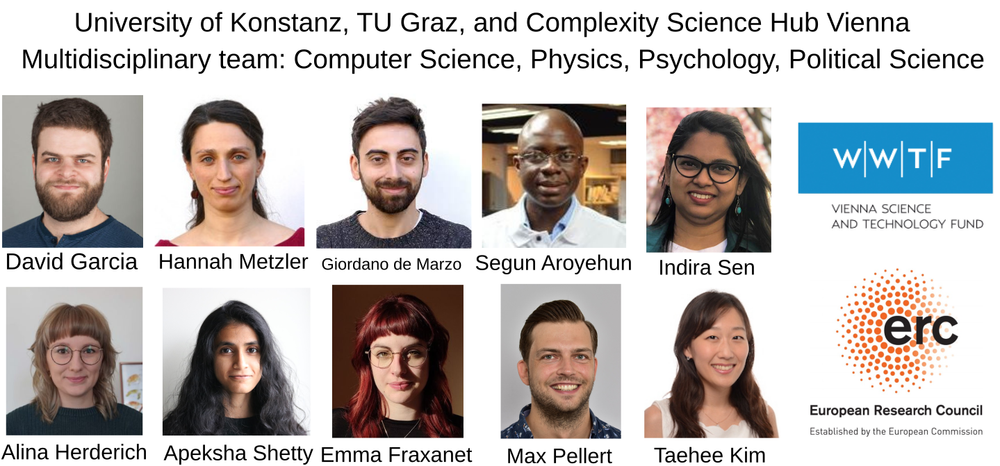 University of Konstanz, TU Graz, and Complexity Science Hub Vienna
Multidisciplinary team: Computer Science, Physics, Psychology, Political Science
David Garcia
Hannah Metzler
Giordano de Marzo
Segun Aroyehun
Indira Sen
W|W|T|F
VIENNA SCIENCE
AND TECHNOLOGY FUND
Alina Herderich
Apeksha Shetty
Emma Fraxanet
Max Pellert
Taehee Kim
erc
European Research Council
Established by the European Commission